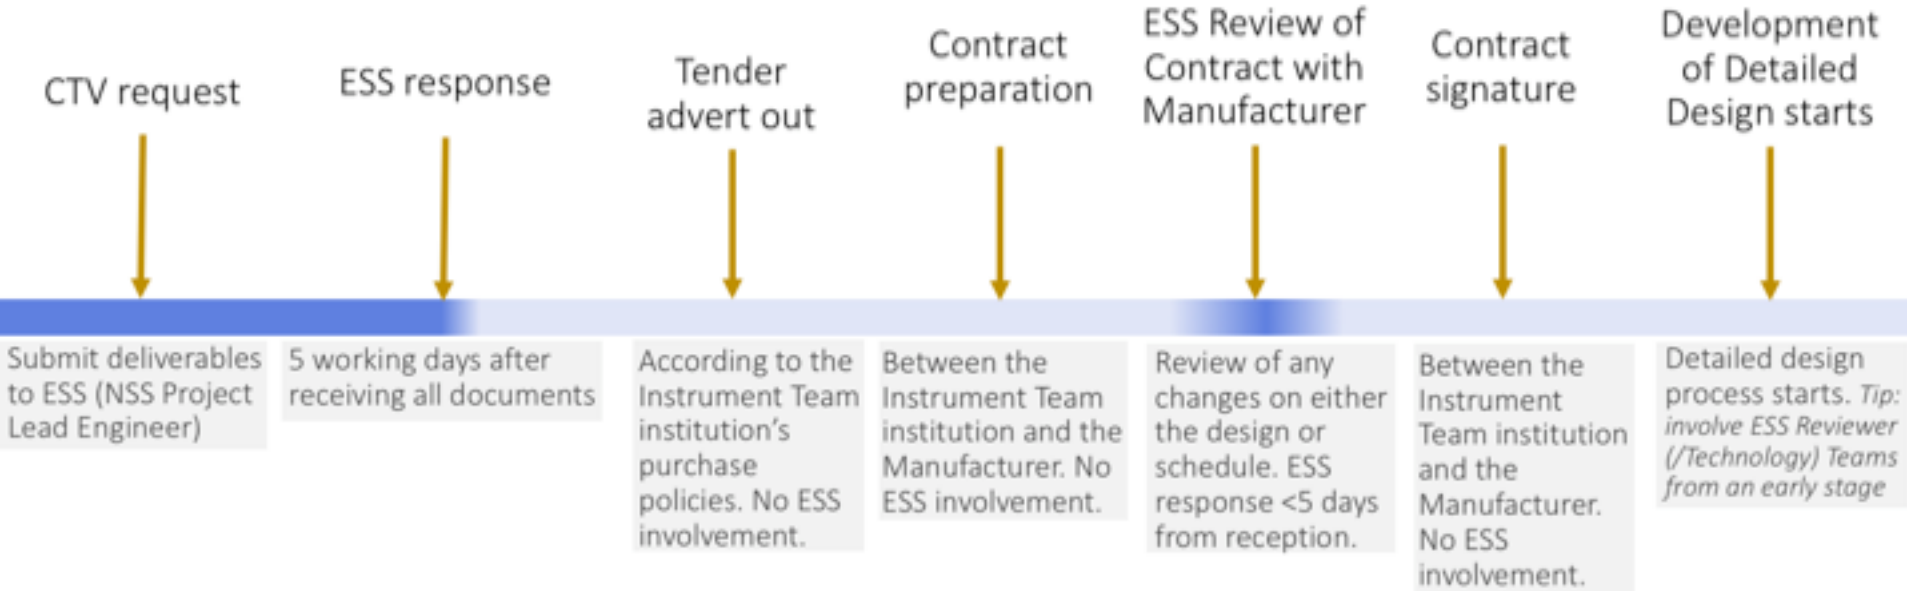 CTV request
ESS response
Tender
advert out
Contract
preparation
ESS Review of
Contract with
Manufacturer
Contract
signature
Development
of Detailed
Design starts
Submit deliverables
to ESS (NSS Project
Lead Engineer)
5 working days after
receiving all documents
According to the
Instrument Team
institution's
purchase
policies. No ESS
involvement.
Between the
Instrument Team
institution and the
Manufacturer. No
ESS involvement.
Review of any
changes on either
the design or
schedule. ESS
response <5 days
from reception.
Between the
Instrument
Team institution
and the
Manufacturer.
No ESS
involvement.
Detailed design
process starts. Tip:
involve ESS Reviewer
(/Technology) Teams
from an early stage